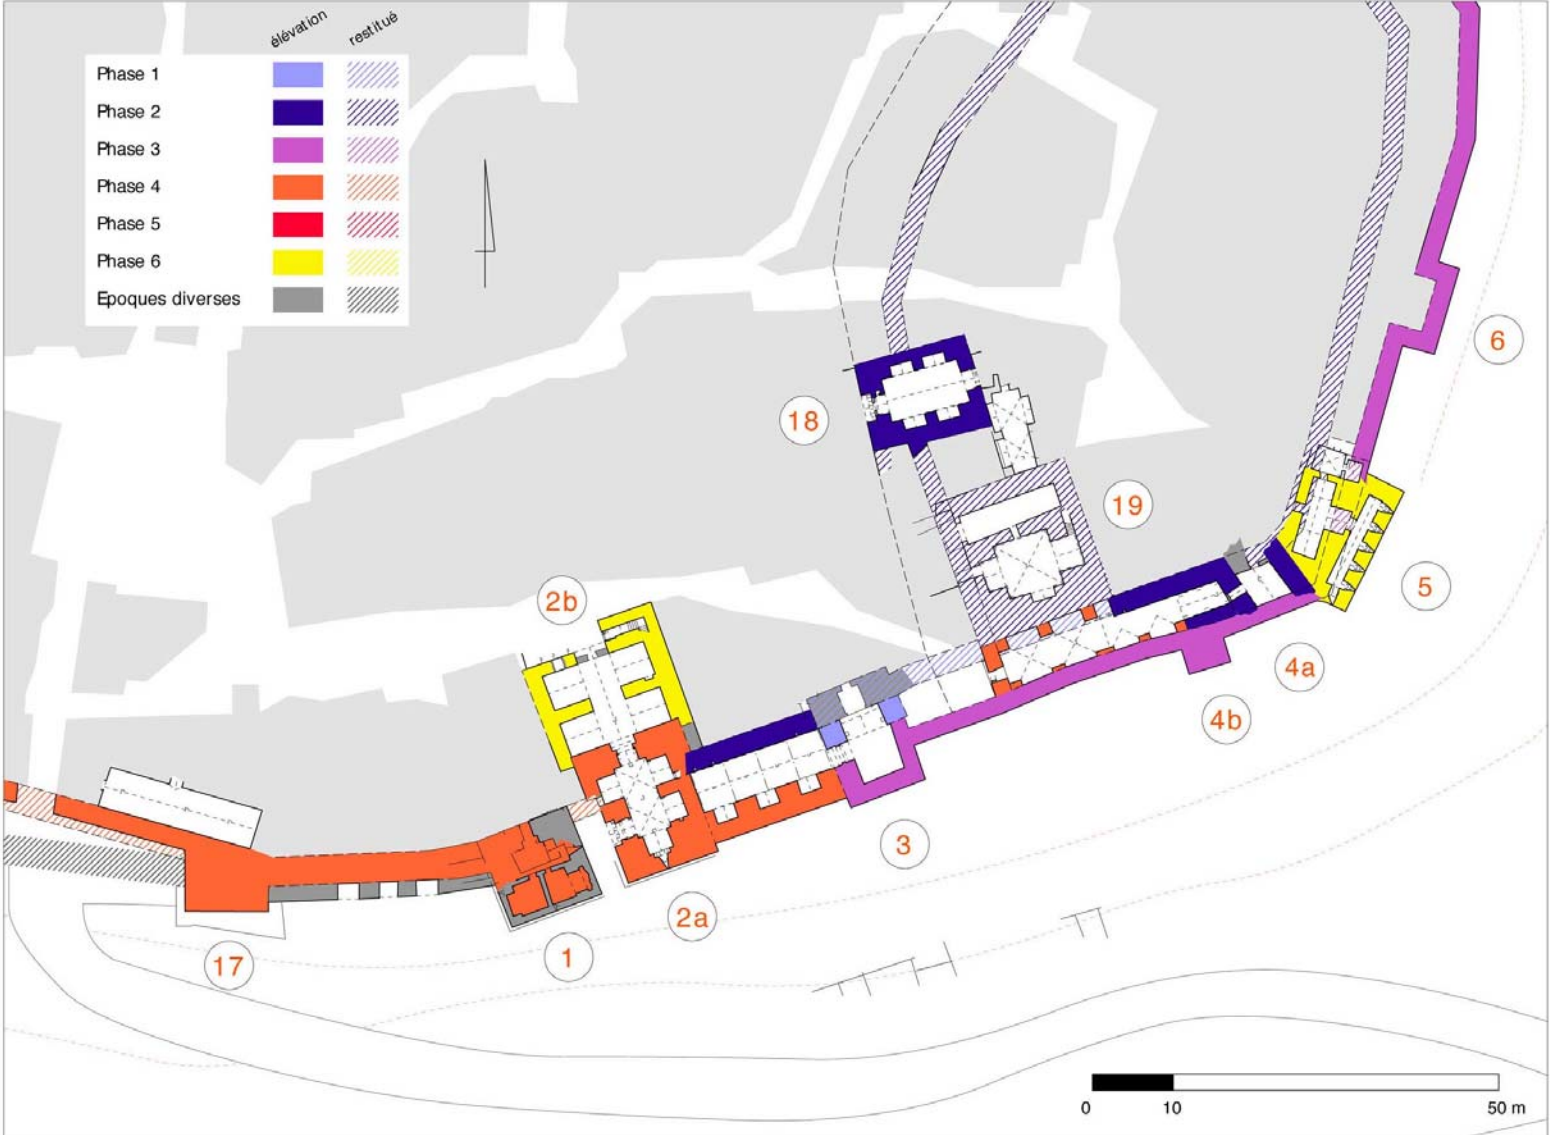 élévation restitué
Phase 1
Phase 2
Phase 3
Phase 4
Phase 5
Phase 6
Epoques diverses
6
18
19
5
2b
4a
4b
3
2a
1
17
0 10 50 m